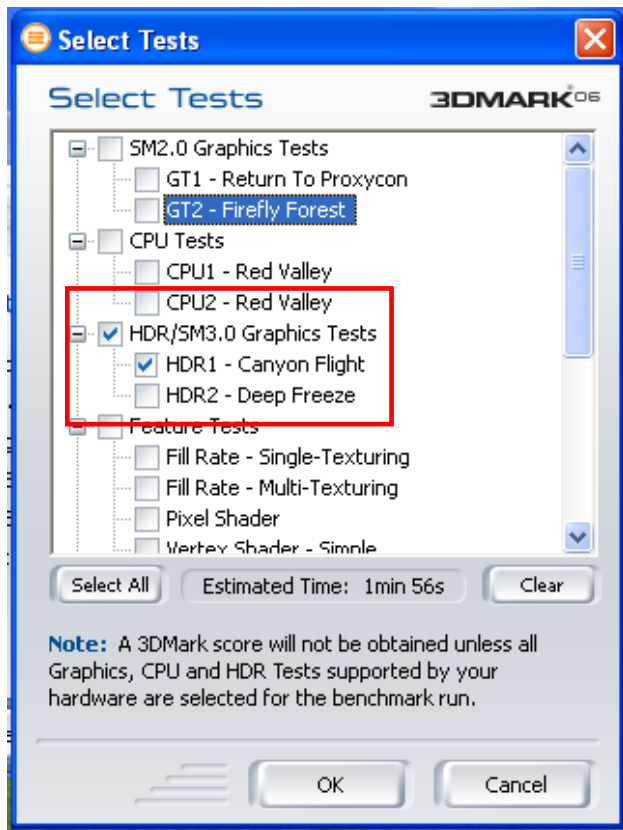 Select Tests
Select Tests 3DMARK06
SM2.0 Graphics Tests
GT1 - Return To Proxycon
GT2 - Firefly Forest
CPU Tests
CPU1 - Red Valley
CPU2 - Red Valley
HDR/SM3.0 Graphics Tests
HDR1 - Canyon Flight
HDR2 - Deep Freeze
Feature Tests
Fill Rate - Single-Texturing
Fill Rate - Multi-Texturing
Pixel Shader
Vertex Shader - Simple
Select All Estimated Time: 1min 56s Clear
Note: A 3DMark score will not be obtained unless all
Graphics, CPU and HDR Tests supported by your
hardware are selected for the benchmark run.
OK Cancel